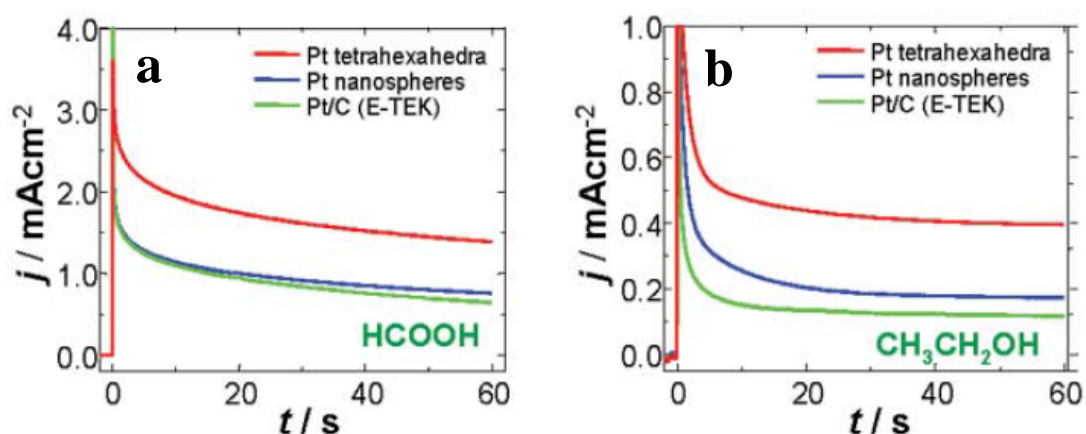 a
Pt tetrahexahedra
Pt nanospheres
Pt/C (E-TEK)
j / mAcm⁻²
4.0
3.0
2.0
1.0
0.0
HCOOH
0 20 40 60
t / s
b
Pt tetrahexahedra
Pt nanospheres
Pt/C (E-TEK)
j / mAcm⁻²
1.0
0.8
0.6
0.4
0.2
0.0
CH₃CH₂OH
0 20 40 60
t / s